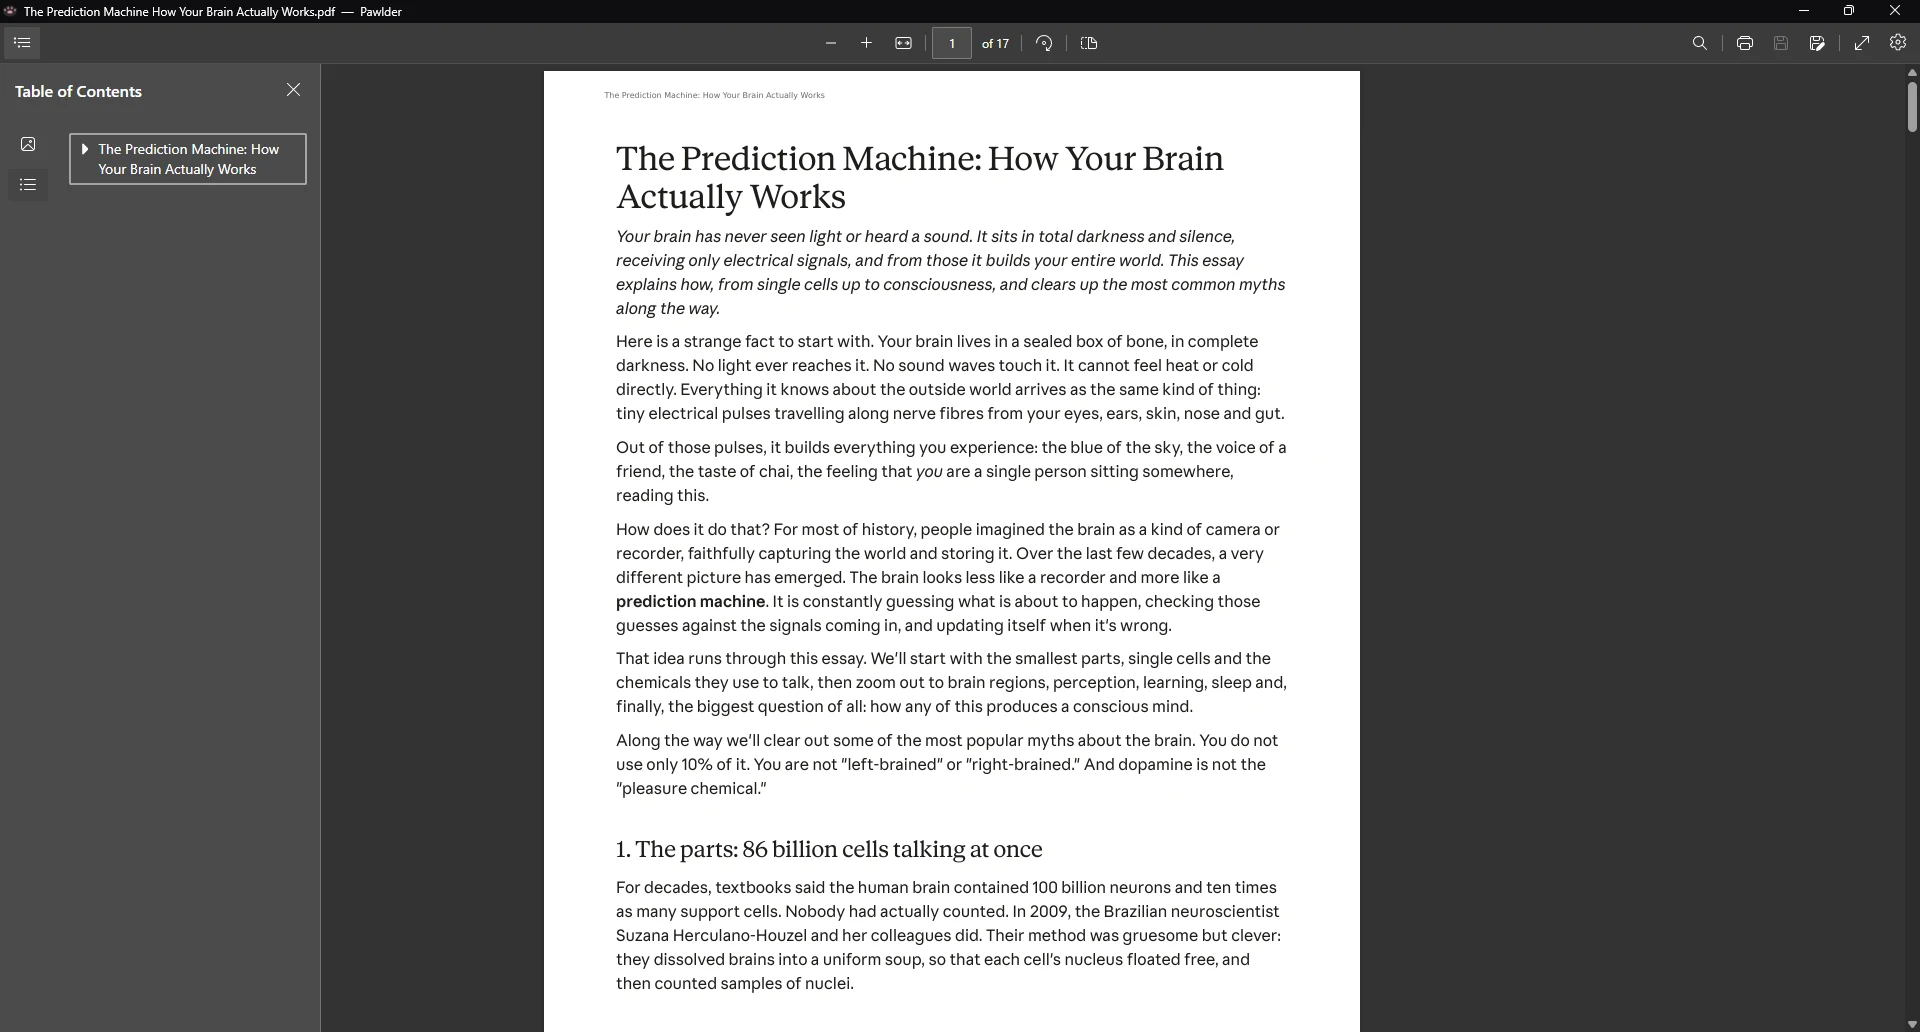 The Prediction Machine How Your Brain Actually Works.pdf — Pawlder
1 of 17
Table of Contents
The Prediction Machine: How
Your Brain Actually Works
The Prediction Machine: How Your Brain Actually Works
The Prediction Machine: How Your Brain
Actually Works
Your brain has never seen light or heard a sound. It sits in total darkness and silence,
receiving only electrical signals, and from those it builds your entire world. This essay
explains how, from single cells up to consciousness, and clears up the most common myths
along the way.
Here is a strange fact to start with. Your brain lives in a sealed box of bone, in complete
darkness. No light ever reaches it. No sound waves touch it. It cannot feel heat or cold
directly. Everything it knows about the outside world arrives as the same kind of thing:
tiny electrical pulses travelling along nerve fibres from your eyes, ears, skin, nose and gut.
Out of those pulses, it builds everything you experience: the blue of the sky, the voice of a
friend, the taste of chai, the feeling that you are a single person sitting somewhere,
reading this.
How does it do that? For most of history, people imagined the brain as a kind of camera or
recorder, faithfully capturing the world and storing it. Over the last few decades, a very
different picture has emerged. The brain looks less like a recorder and more like a
prediction machine. It is constantly guessing what is about to happen, checking those
guesses against the signals coming in, and updating itself when it's wrong.
That idea runs through this essay. We'll start with the smallest parts, single cells and the
chemicals they use to talk, then zoom out to brain regions, perception, learning, sleep and,
finally, the biggest question of all: how any of this produces a conscious mind.
Along the way we'll clear out some of the most popular myths about the brain. You do not
use only 10% of it. You are not "left-brained" or "right-brained." And dopamine is not the
"pleasure chemical."
1. The parts: 86 billion cells talking at once
For decades, textbooks said the human brain contained 100 billion neurons and ten times
as many support cells. Nobody had actually counted. In 2009, the Brazilian neuroscientist
Suzana Herculano-Houzel and her colleagues did. Their method was gruesome but clever:
they dissolved brains into a uniform soup, so that each cell's nucleus floated free, and
then counted samples of nuclei.